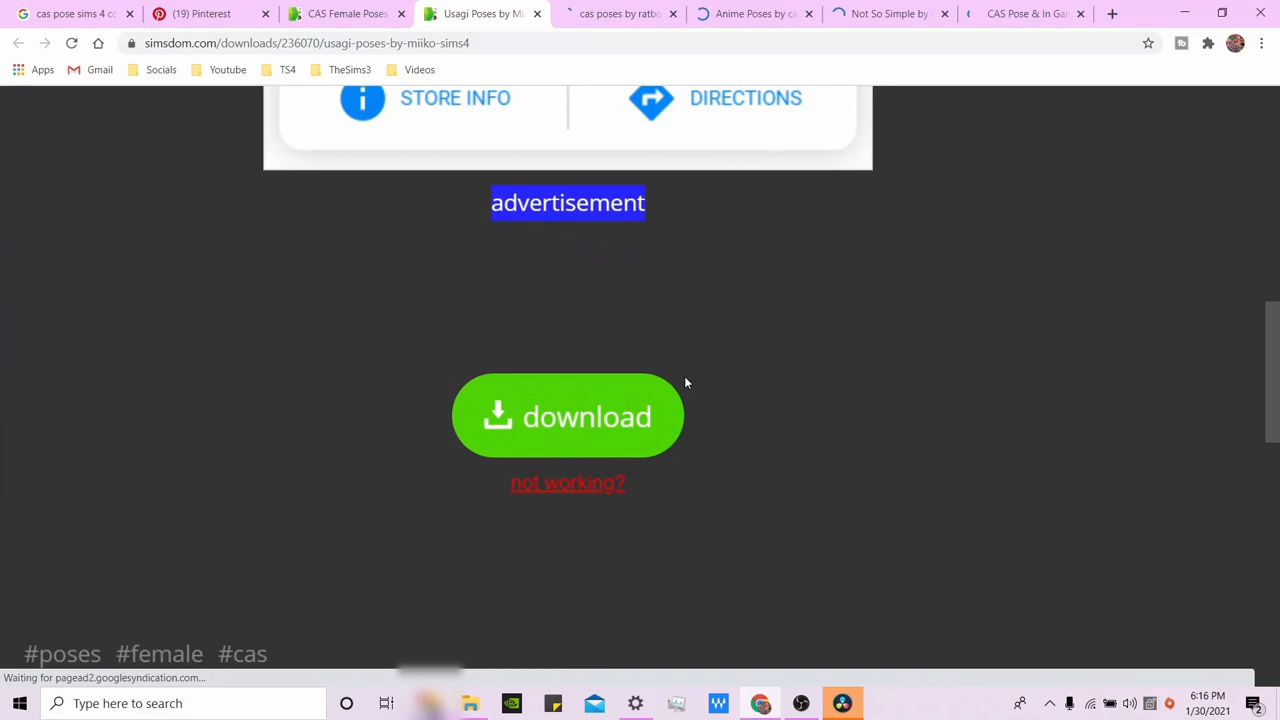 cas pose sims 4 cc
(19) Pinterest
CAS Female Poses
Usagi Poses by Mi
cas poses by ratbo
Anime Poses by ca
Not So Simple by
CAS Pose & In Ga
simsdom.com/downloads/236070/usagi-poses-by-miiko-sims4
Apps
Gmail
Socials
Youtube
TS4
TheSims3
Videos
STORE INFO
DIRECTIONS
advertisement
download
not working?
#poses #female #cas
Waiting for pagead2.googlesyndication.com...
Type here to search
6:16 PM
1/30/2021
2